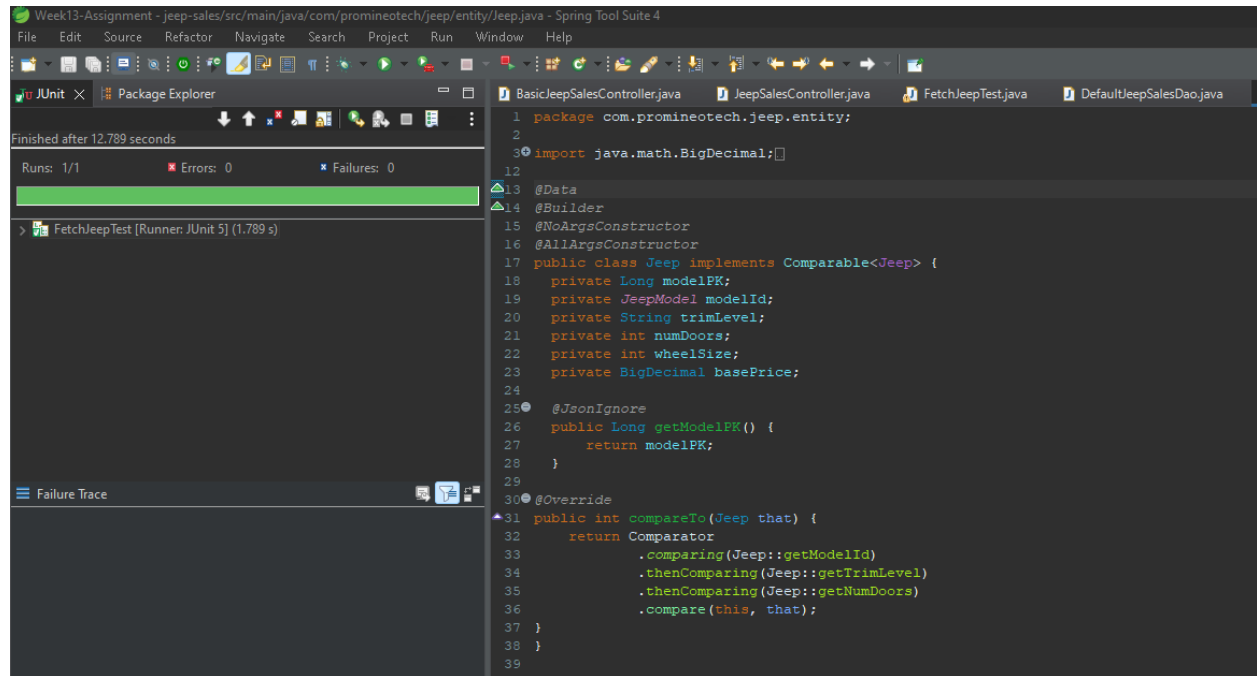 Week13-Assignment - jeep-sales/src/main/java/com/promineotech/jeep/entity/Jeep.java - Spring Tool Suite 4
File Edit Source Refactor Navigate Search Project Run Window Help
JUnit Package Explorer
Finished after 12.789 seconds
Runs: 1/1 Errors: 0 Failures: 0
FetchJeepTest [Runner: JUnit 5] (1.789 s)
Failure Trace
BasicJeepSalesController.java JeepSalesController.java FetchJeepTest.java DefaultJeepSalesDao.java
1 package com.promineotech.jeep.entity;
2
3 import java.math.BigDecimal;
12
13 @Data
14 @Builder
15 @NoArgsConstructor
16 @AllArgsConstructor
17 public class Jeep implements Comparable<Jeep> {
18 private Long modelPK;
19 private JeepModel modelId;
20 private String trimLevel;
21 private int numDoors;
22 private int wheelSize;
23 private BigDecimal basePrice;
24
25 @JsonIgnore
26 public Long getModelPK() {
27 return modelPK;
28 }
29
30 @Override
31 public int compareTo(Jeep that) {
32 return Comparator
33 .comparing(Jeep::getModelId)
34 .thenComparing(Jeep::getTrimLevel)
35 .thenComparing(Jeep::getNumDoors)
36 .compare(this, that);
37 }
38 }
39